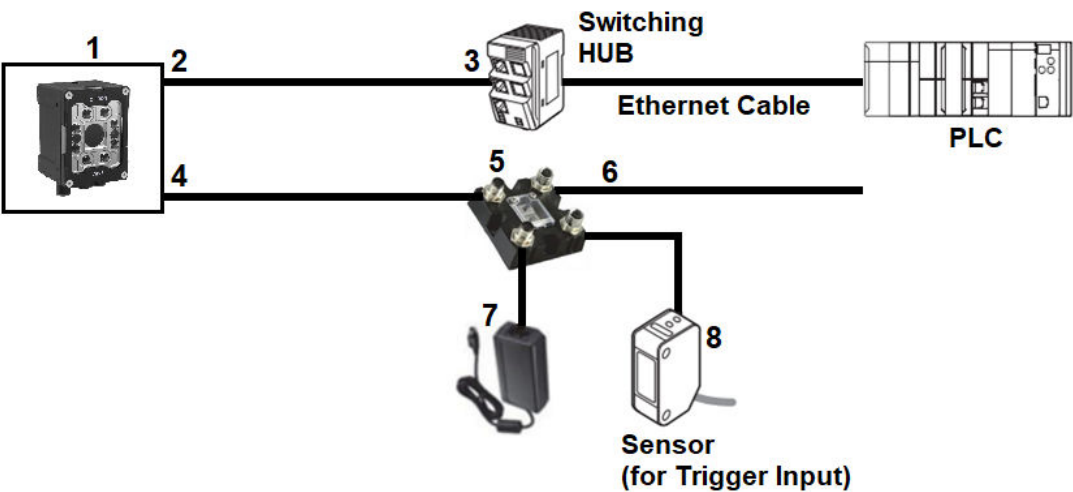 Switching
HUB
1
2
3
Ethernet Cable
PLC
4
5
6
7
8
Sensor
(for Trigger Input)